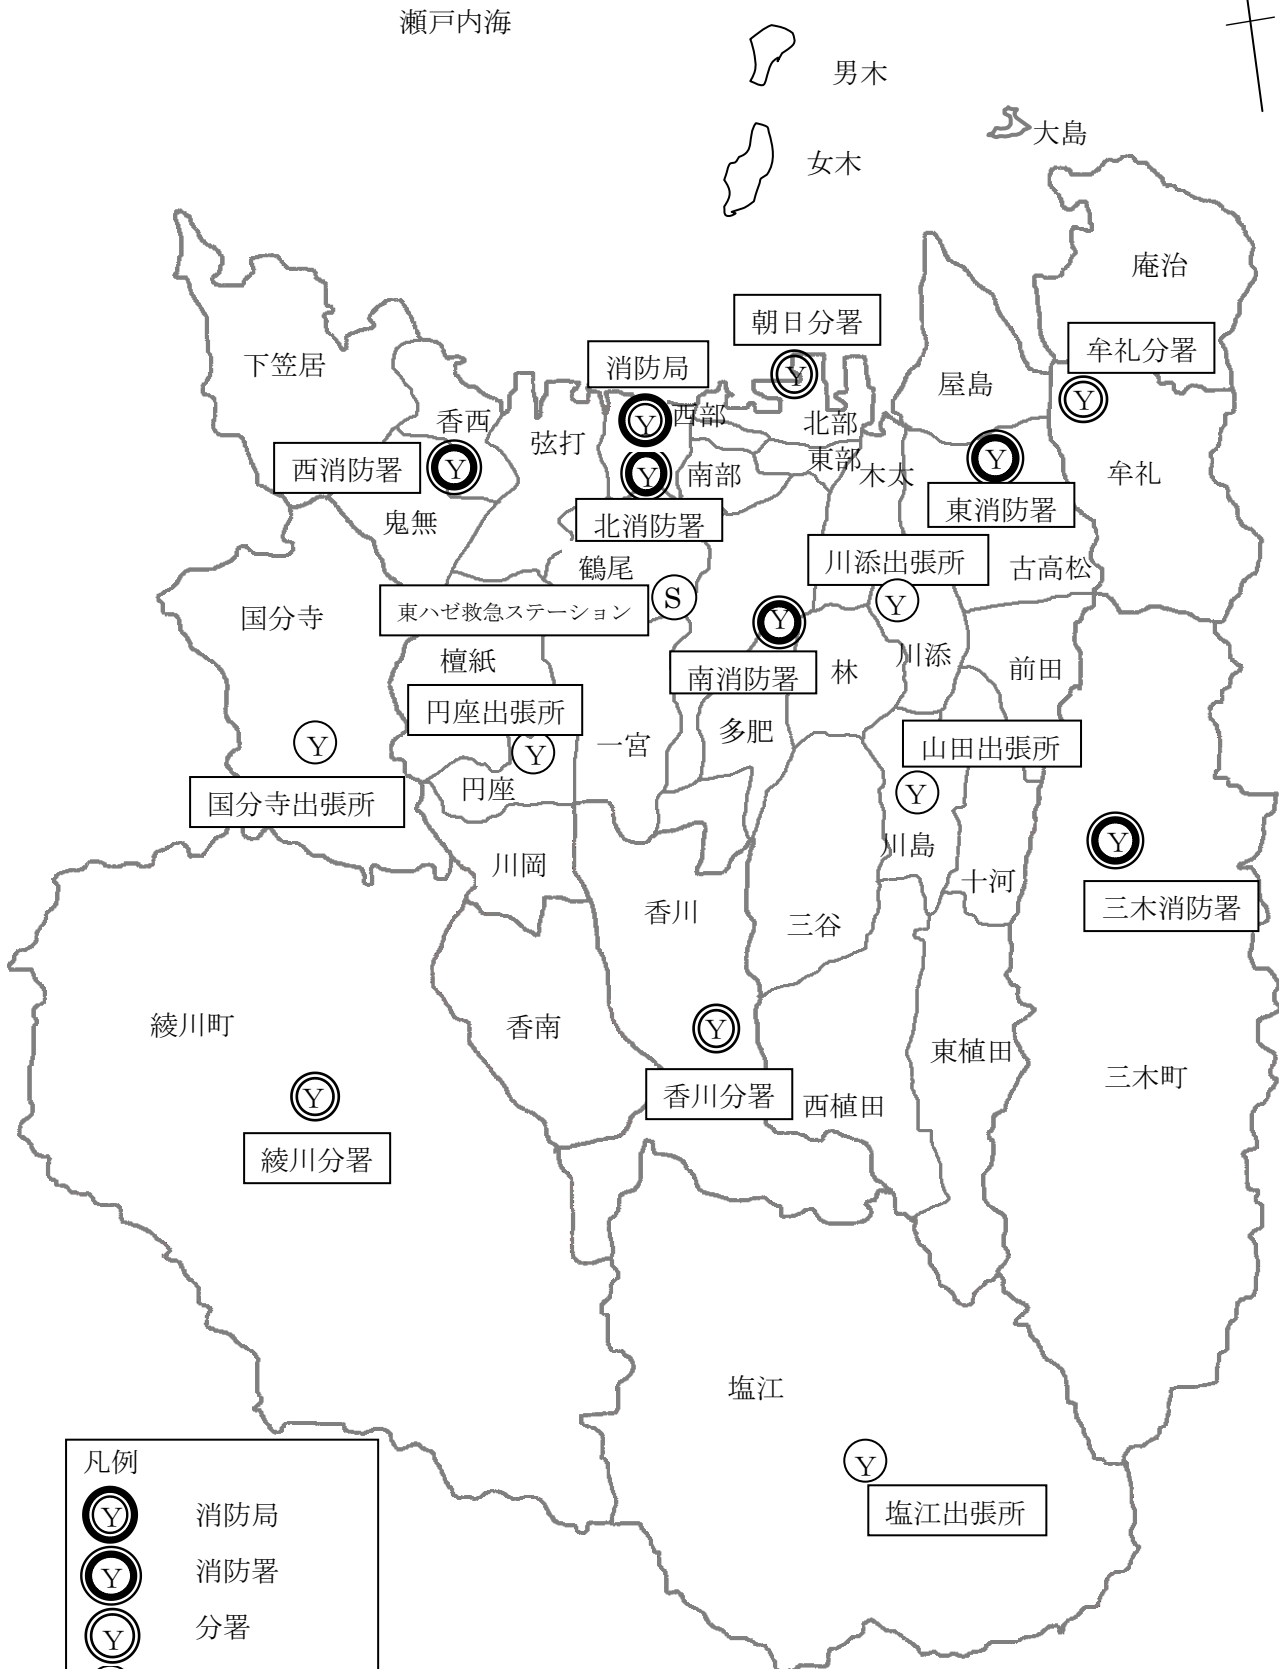 瀬戸内海
男木
大島
女木
庵治
朝日分署
牟礼分署
消防局
下笠居
屋島
Y
Y
香西
西部
北部
Y
弦打
東部
木太
牟礼
西消防署
Y
Y
南部
Y
東消防署
鬼無
北消防署
川添出張所
古高松
鶴尾
東ハゼ救急ステーション
S
Y
国分寺
Y
檀紙
南消防署
林
川添
前田
円座出張所
一宮
多肥
山田出張所
Y
Y
円座
Y
国分寺出張所
川島
Y
川岡
十河
三木消防署
香川
三谷
綾川町
香南
Y
東植田
三木町
Y
香川分署
西植田
綾川分署
塩江
Y
塩江出張所
凡例
Y 消防局
Y 消防署
Y 分署